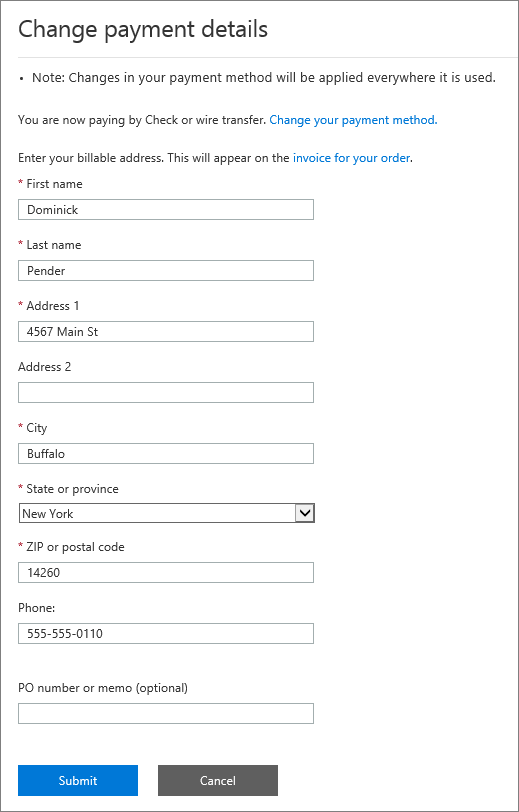 Change payment details
• Note: Changes in your payment method will be applied everywhere it is used.
You are now paying by Check or wire transfer. Change your payment method.
Enter your billable address. This will appear on the invoice for your order.
* First name
Dominick
* Last name
Pender
* Address 1
4567 Main St
Address 2
* City
Buffalo
* State or province
New York
* ZIP or postal code
14260
Phone:
555-555-0110
PO number or memo (optional)
Submit
Cancel